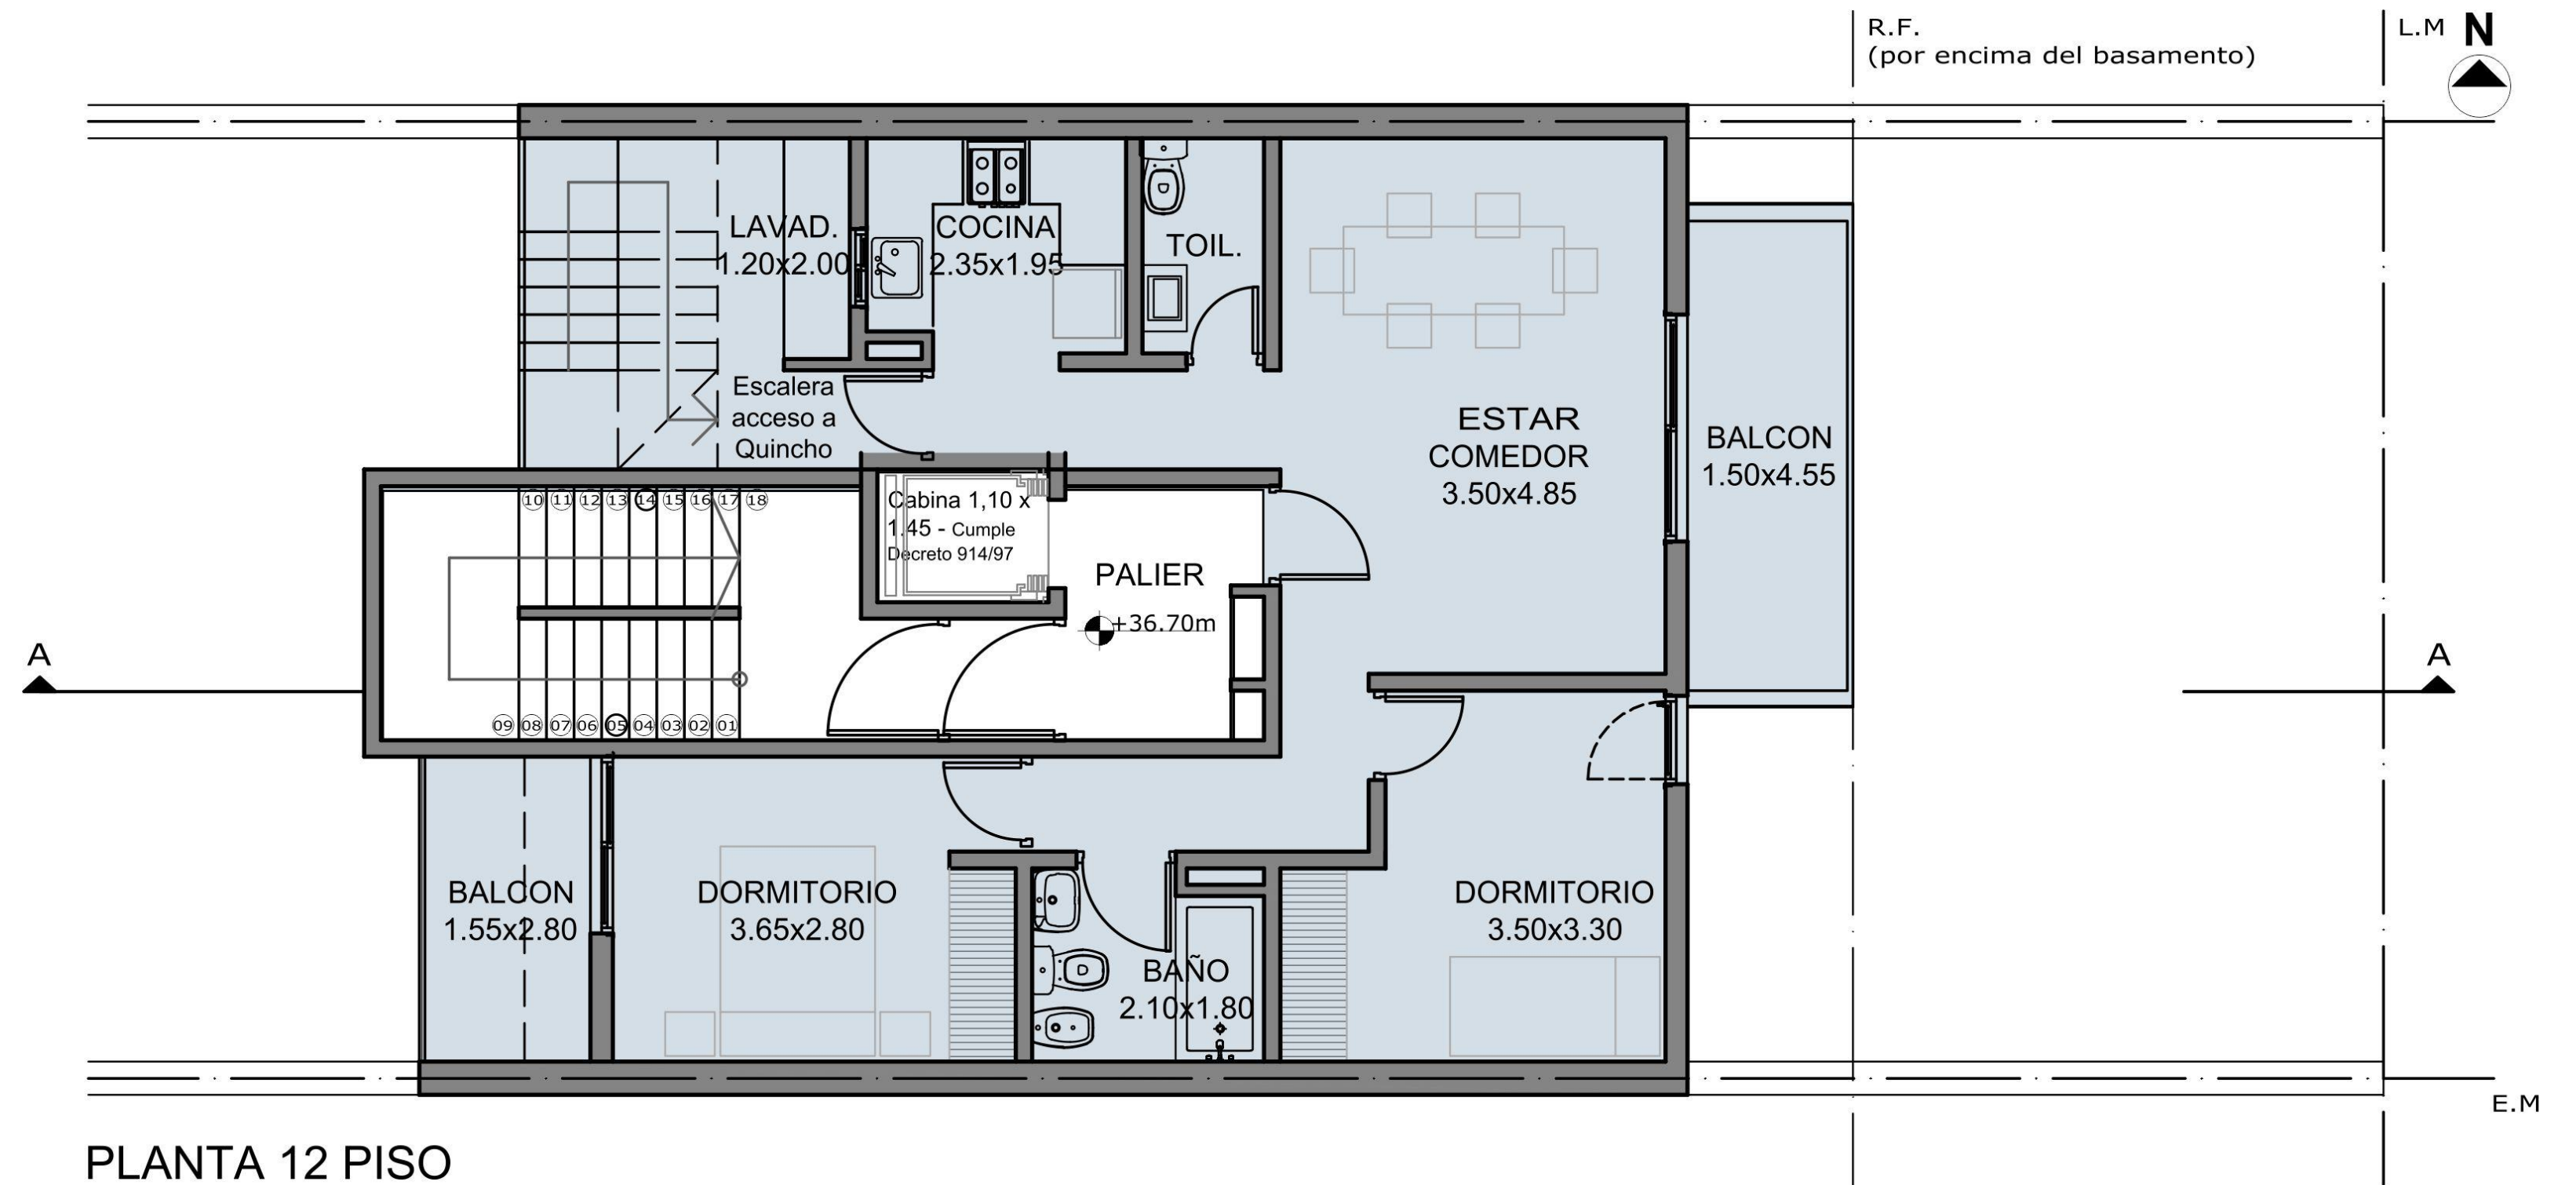 R.F.
(por encima del basamento)
L.M
N
LAVAD.
1.20x2.00
COCINA
2.35x1.95
TOIL.
Escalera
acceso a
Quincho
ESTAR
COMEDOR
3.50x4.85
BALCON
1.50x4.55
10 11 12 13 14 15 16 17 18
Cabina 1,10 x
1.45 - Cumple
Decreto 914/97
PALIER
+36.70m
A
A
09 08 07 06 05 04 03 02 01
BALCON
1.55x2.80
DORMITORIO
3.65x2.80
BAÑO
2.10x1.80
DORMITORIO
3.50x3.30
E.M
PLANTA 12 PISO